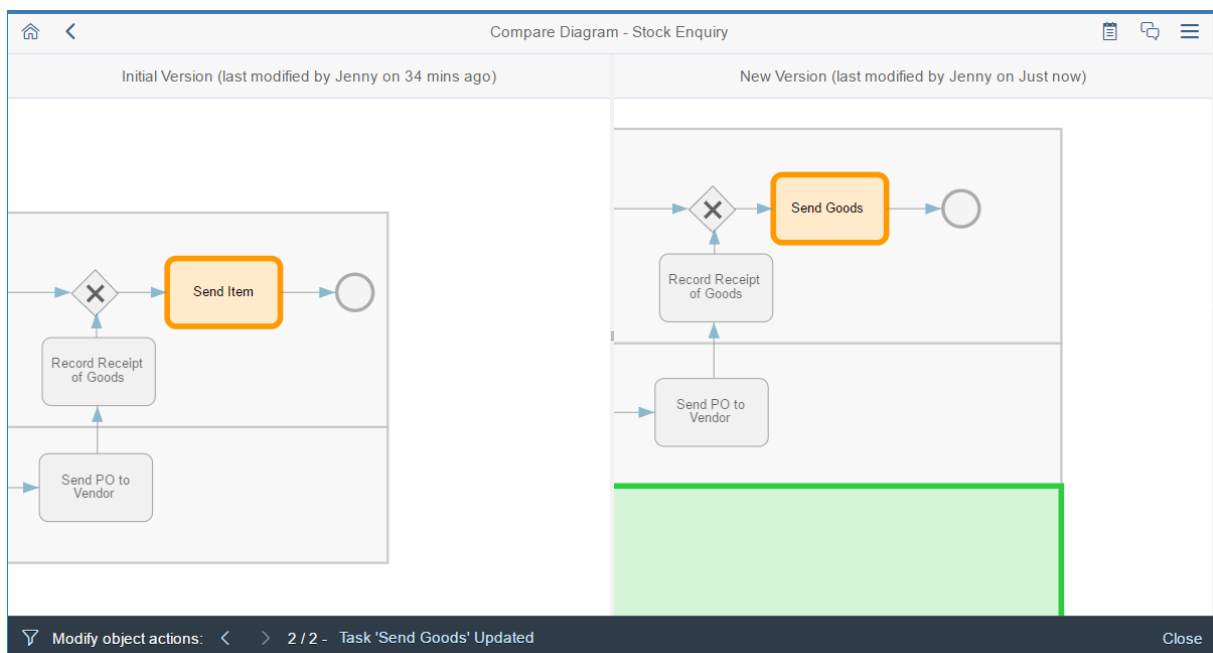 Compare Diagram - Stock Enquiry
Initial Version (last modified by Jenny on 34 mins ago)
New Version (last modified by Jenny on Just now)
Send Item
Record Receipt
of Goods
Send PO to
Vendor
Send Goods
Record Receipt
of Goods
Send PO to
Vendor
Modify object actions: 2 / 2 - Task 'Send Goods' Updated
Close